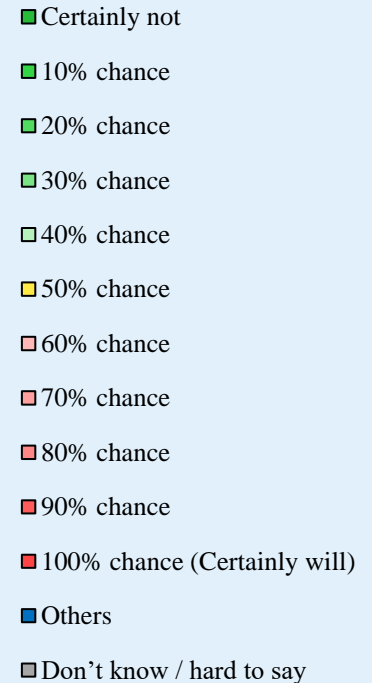 Certainly not
10% chance
20% chance
30% chance
40% chance
50% chance
60% chance
70% chance
80% chance
90% chance
100% chance (Certainly will)
Others
Don’t know / hard to say